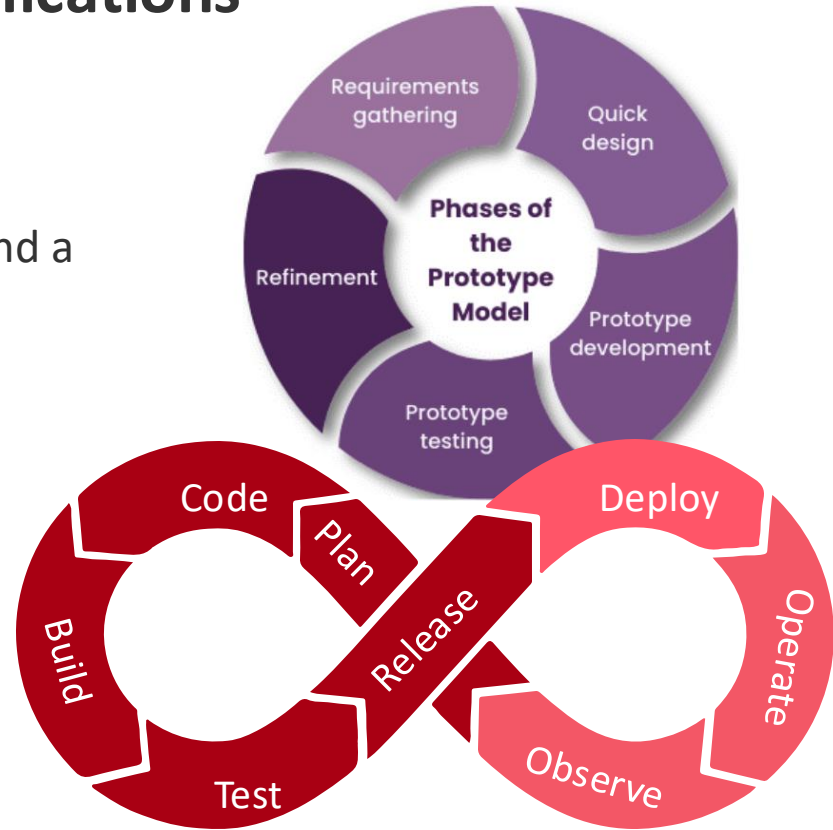 nd a
Requirements
gathering
Quick
design
Phases of
the
Prototype
Model
Refinement
Prototype
development
Prototype
testing
Code
Plan
Deploy
Build
Release
Operate
Test
Observe